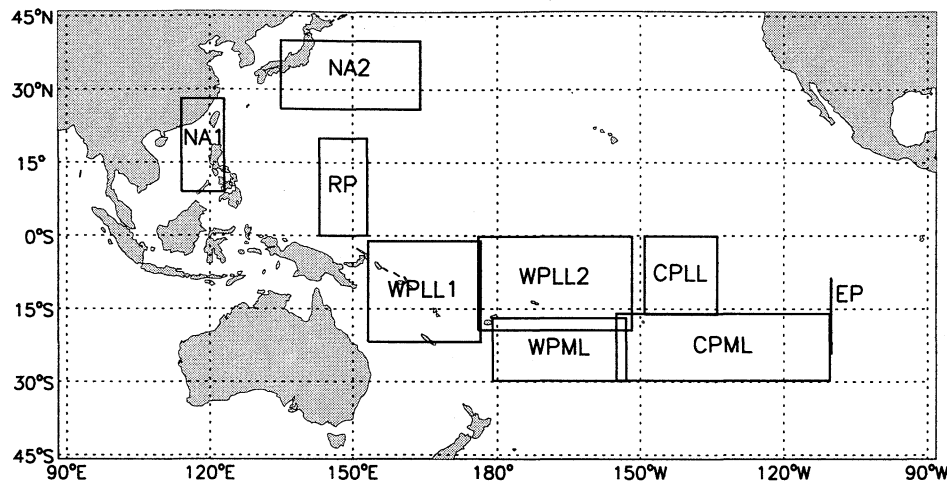 45°N
NA2
30°N
NA1
15°N
RP
0°S
WPLL1
WPLL2
CPLL
EP
15°S
WPML
CPML
30°S
45°S
90°E
120°E
150°E
180°
150°W
120°W
90°W